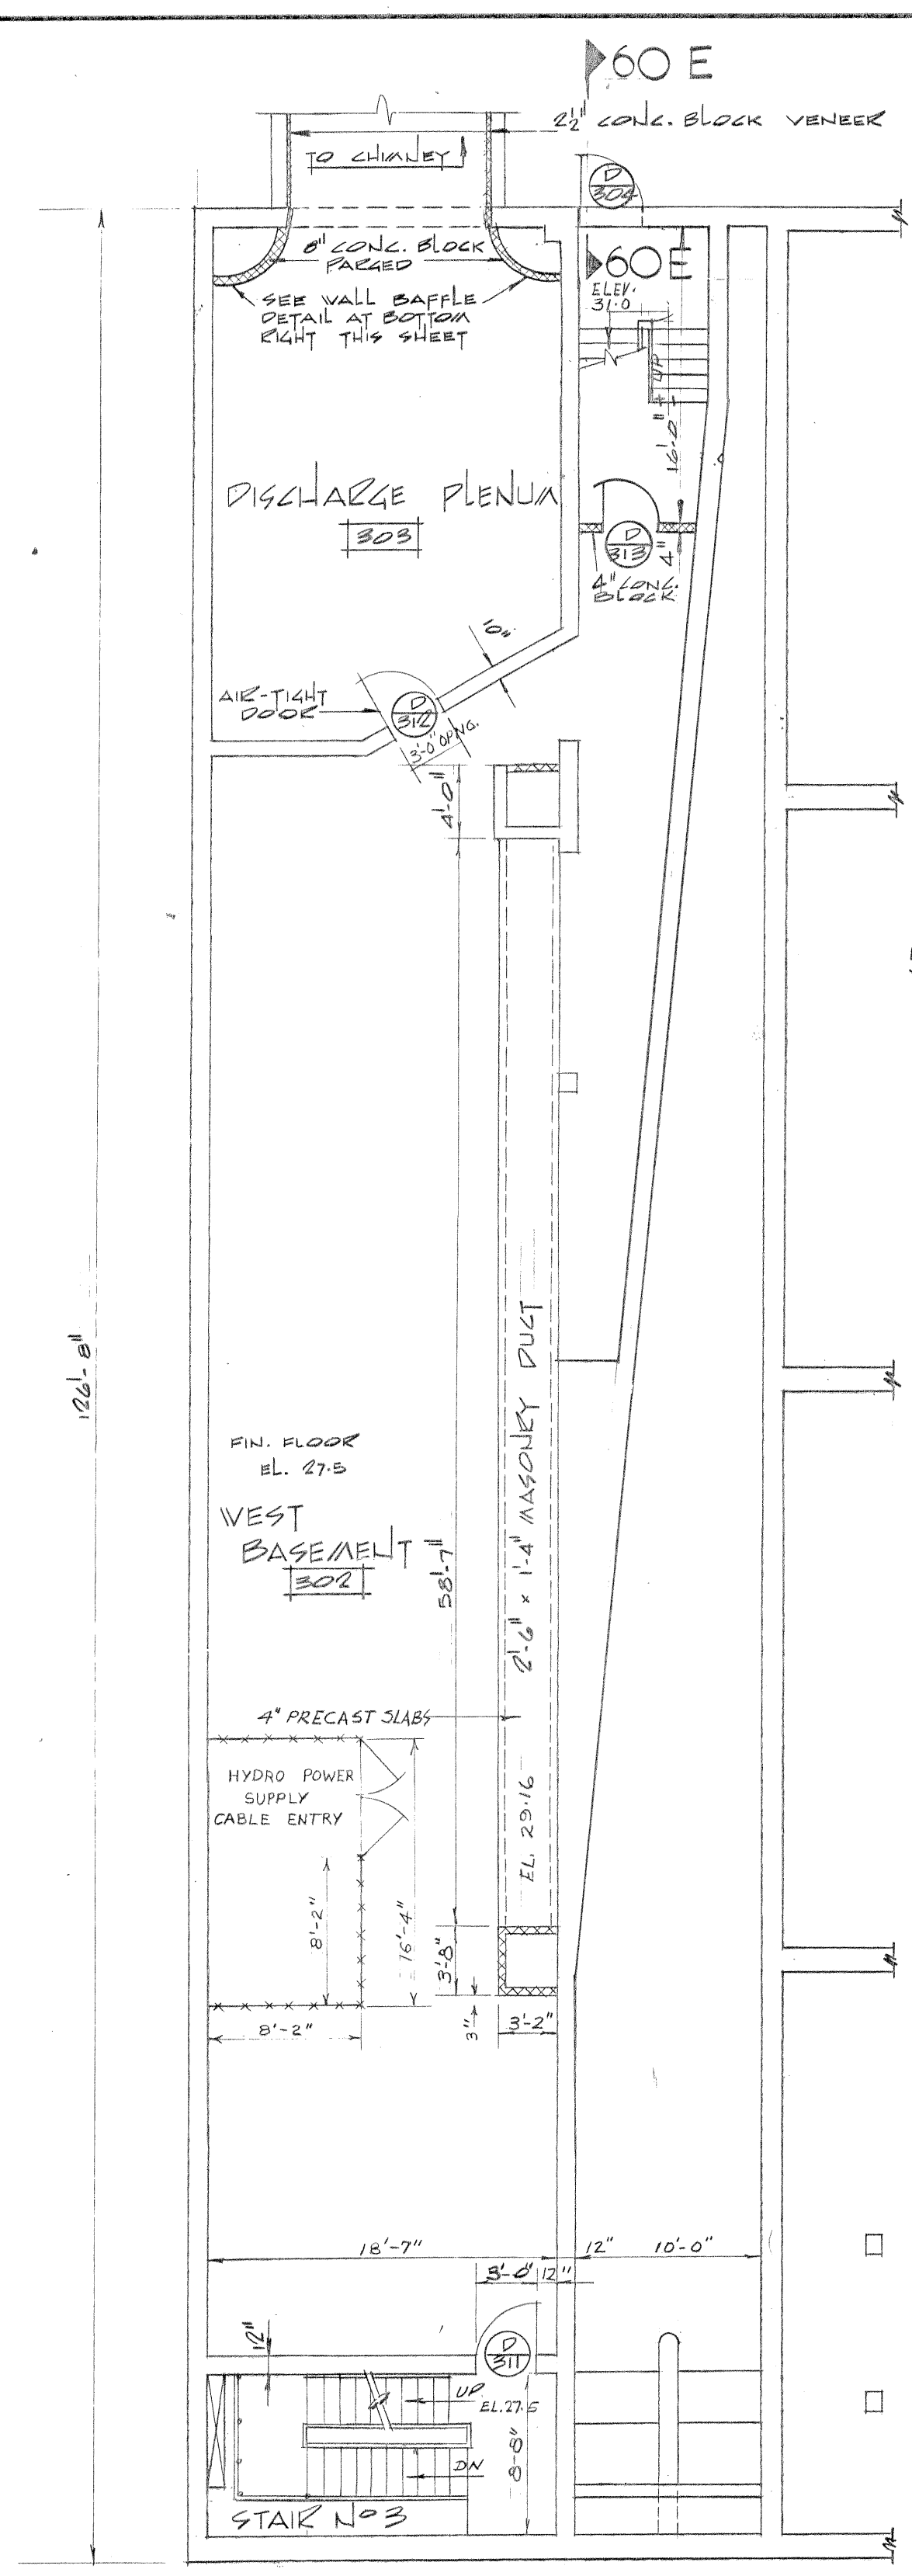 60 E
2½" CONC. BLOCK VENEER
TO CHIMNEY
D
304
8" CONC. BLOCK
PARGED
60 E
ELEV.
31.0
SEE WALL BAFFLE
DETAIL AT BOTTOM
RIGHT THIS SHEET
UP
16'-0"±
DISCHARGE PLENUM
303
D
313
4"
4" CONC.
BLOCK
AIR-TIGHT
DOOR
D
312
3'-0" OPNG.
4'-0"
126'-8"
2'-6" x 1'-4" MASONRY DUCT
FIN. FLOOR
EL. 27.5
WEST
BASEMENT
302
58'-7"
4" PRECAST SLABS
HYDRO POWER
SUPPLY
CABLE ENTRY
EL. 29.16
8'-2"
16'-4"
3'-8"
8'-2"
3"
3'-2"
18'-7"
12"
10'-0"
3'-0"
12"
12"
D
311
UP
EL.27.5
DN
8'-8"
STAIR Nº3